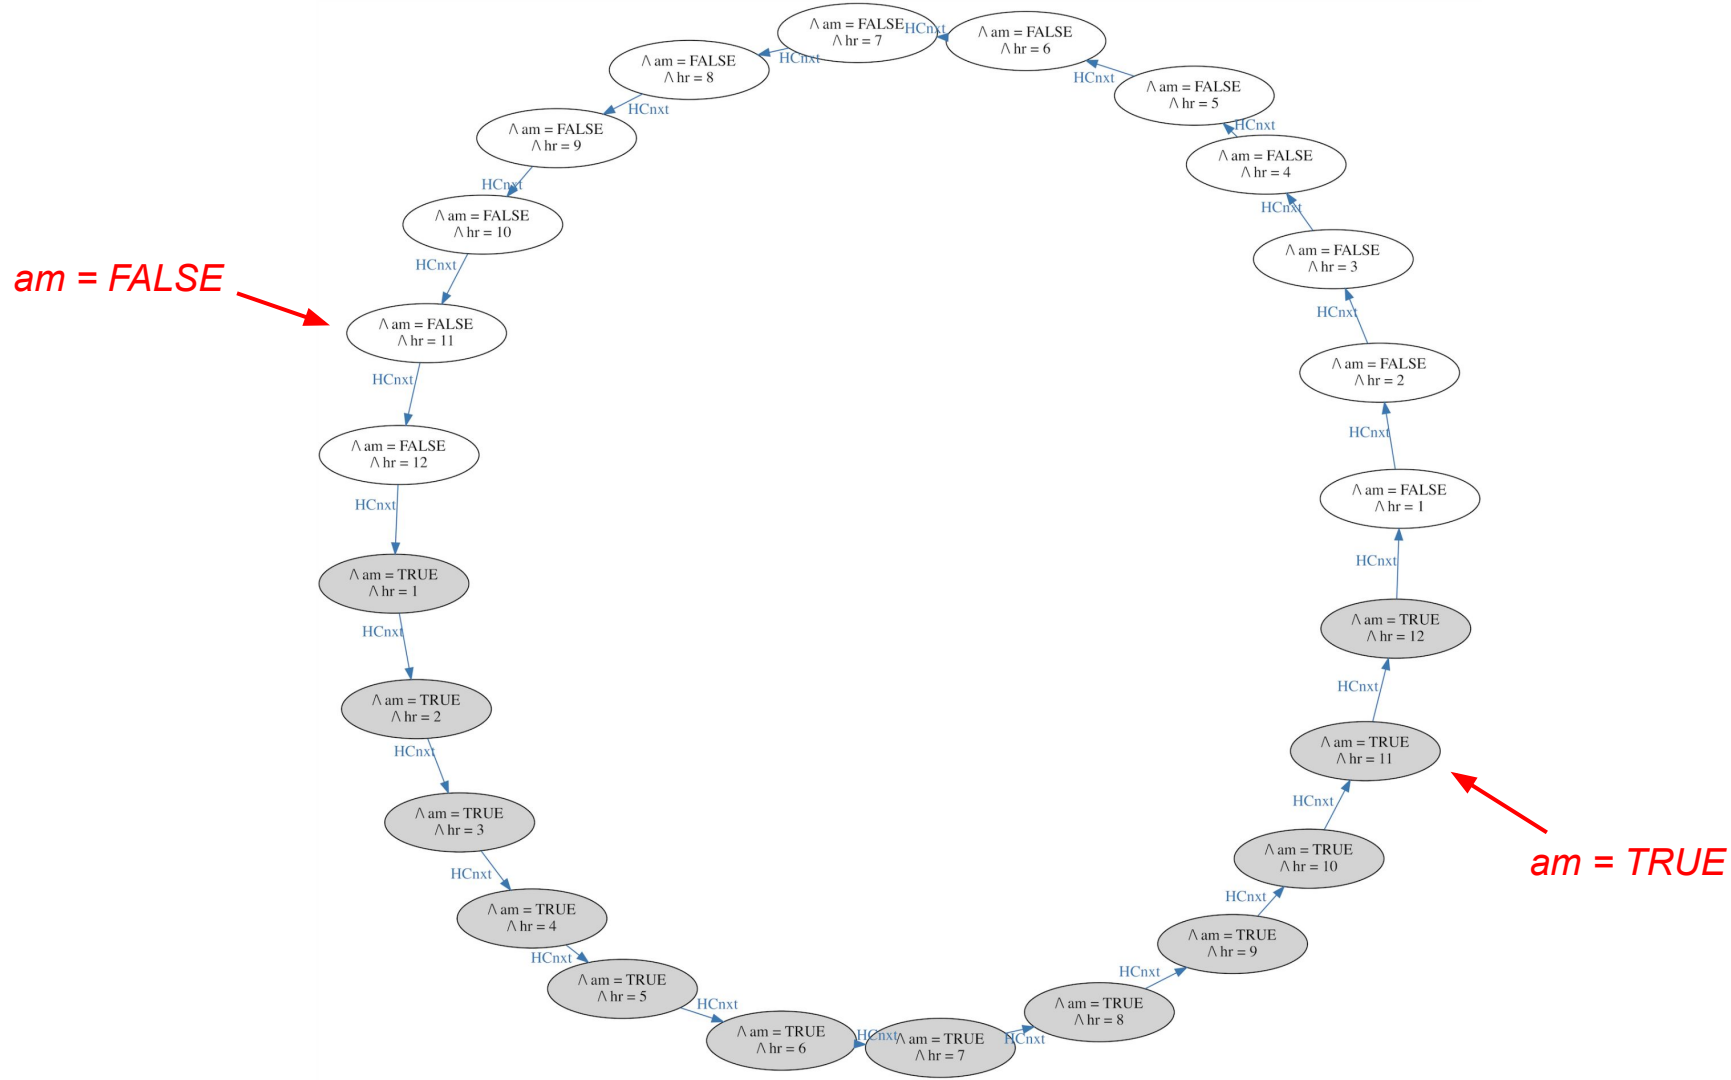 /\ am = FALSE
/\ hr = 7
HCnxt
/\ am = FALSE
/\ hr = 6
HCnxt
/\ am = FALSE
/\ hr = 8
HCnxt
/\ am = FALSE
/\ hr = 5
HCnxt
/\ am = FALSE
/\ hr = 9
HCnxt
/\ am = FALSE
/\ hr = 4
HCnxt
HCnxt
/\ am = FALSE
/\ hr = 10
HCnxt
/\ am = FALSE
/\ hr = 3
HCnxt
am = FALSE
/\ am = FALSE
/\ hr = 11
HCnxt
/\ am = FALSE
/\ hr = 2
HCnxt
/\ am = FALSE
/\ hr = 12
HCnxt
/\ am = FALSE
/\ hr = 1
HCnxt
/\ am = TRUE
/\ hr = 1
HCnxt
/\ am = TRUE
/\ hr = 12
HCnxt
/\ am = TRUE
/\ hr = 2
HCnxt
/\ am = TRUE
/\ hr = 11
HCnxt
/\ am = TRUE
/\ hr = 3
HCnxt
/\ am = TRUE
/\ hr = 10
am = TRUE
HCnxt
/\ am = TRUE
/\ hr = 4
HCnxt
/\ am = TRUE
/\ hr = 9
HCnxt
/\ am = TRUE
/\ hr = 5
HCnxt
/\ am = TRUE
/\ hr = 8
HCnxt
/\ am = TRUE
/\ hr = 6
HCnxt
/\ am = TRUE
/\ hr = 7
HCnxt